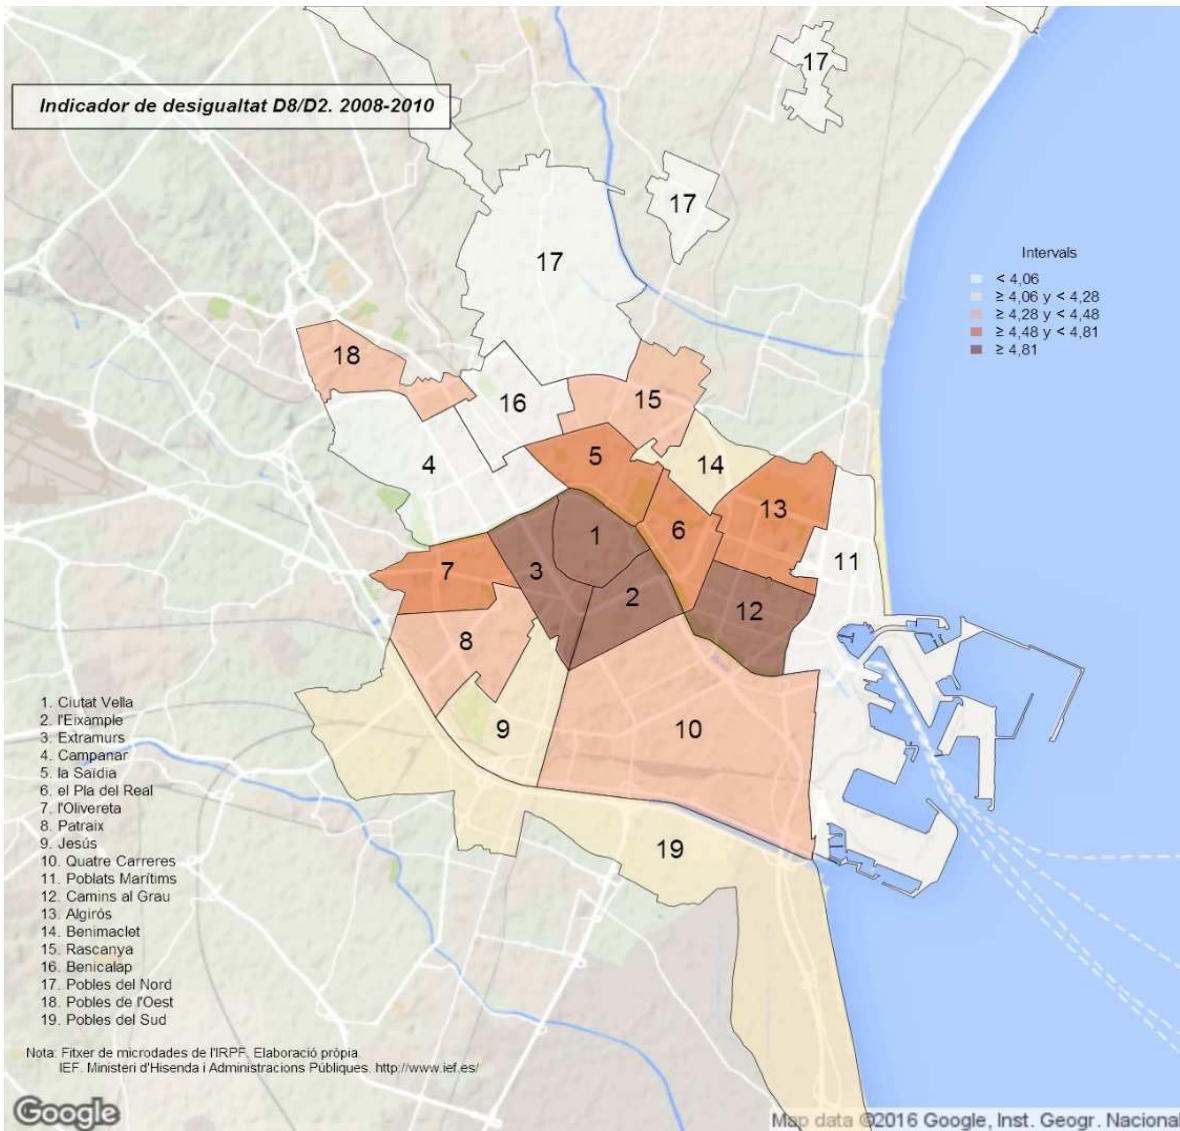 17
Indicador de desigualtat D8/D2. 2008-2010
17
17
Intervals
< 4,06
≥ 4,06 y < 4,28
≥ 4,28 y < 4,48
≥ 4,48 y < 4,81
≥ 4,81
18
16
15
4
5
14
13
6
1
11
7
3
2
12
8
9
10
19
1. Ciutat Vella
2. l'Eixample
3. Extramurs
4. Campanar
5. la Saïdia
6. el Pla del Real
7. l'Olivereta
8. Patraix
9. Jesús
10. Quatre Carreres
11. Poblats Marítims
12. Camins al Grau
13. Algirós
14. Benimaclet
15. Rascanya
16. Benicalap
17. Pobles del Nord
18. Pobles de l'Oest
19. Pobles del Sud
Nota: Fitxer de microdades de l'IRPF. Elaboració pròpia.
IEF. Ministeri d'Hisenda i Administracions Públiques. http://www.ief.es/
Google
Map data ©2016 Google, Inst. Geogr. Nacional